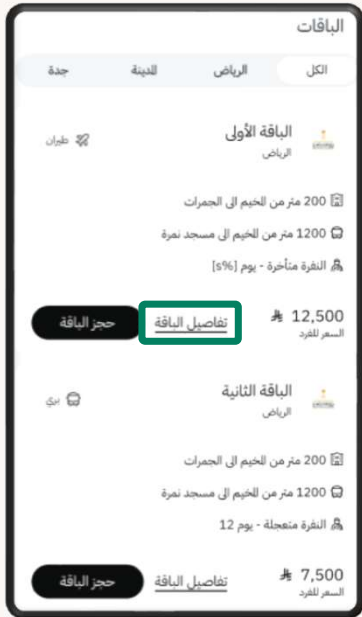 الباقات
الكل الرياض المدينة جدة
الباقة الأولى
الرياض
طيران
200 متر من المخيم الى الجمرات
1200 متر من المخيم الى مسجد نمرة
النفرة متأخرة - يوم [%s]
12,500
السعر للفرد
تفاصيل الباقة
حجز الباقة
الباقة الثانية
الرياض
بري
200 متر من المخيم الى الجمرات
1200 متر من المخيم الى مسجد نمرة
النفرة متعجلة - يوم 12
7,500
السعر للفرد
تفاصيل الباقة
حجز الباقة